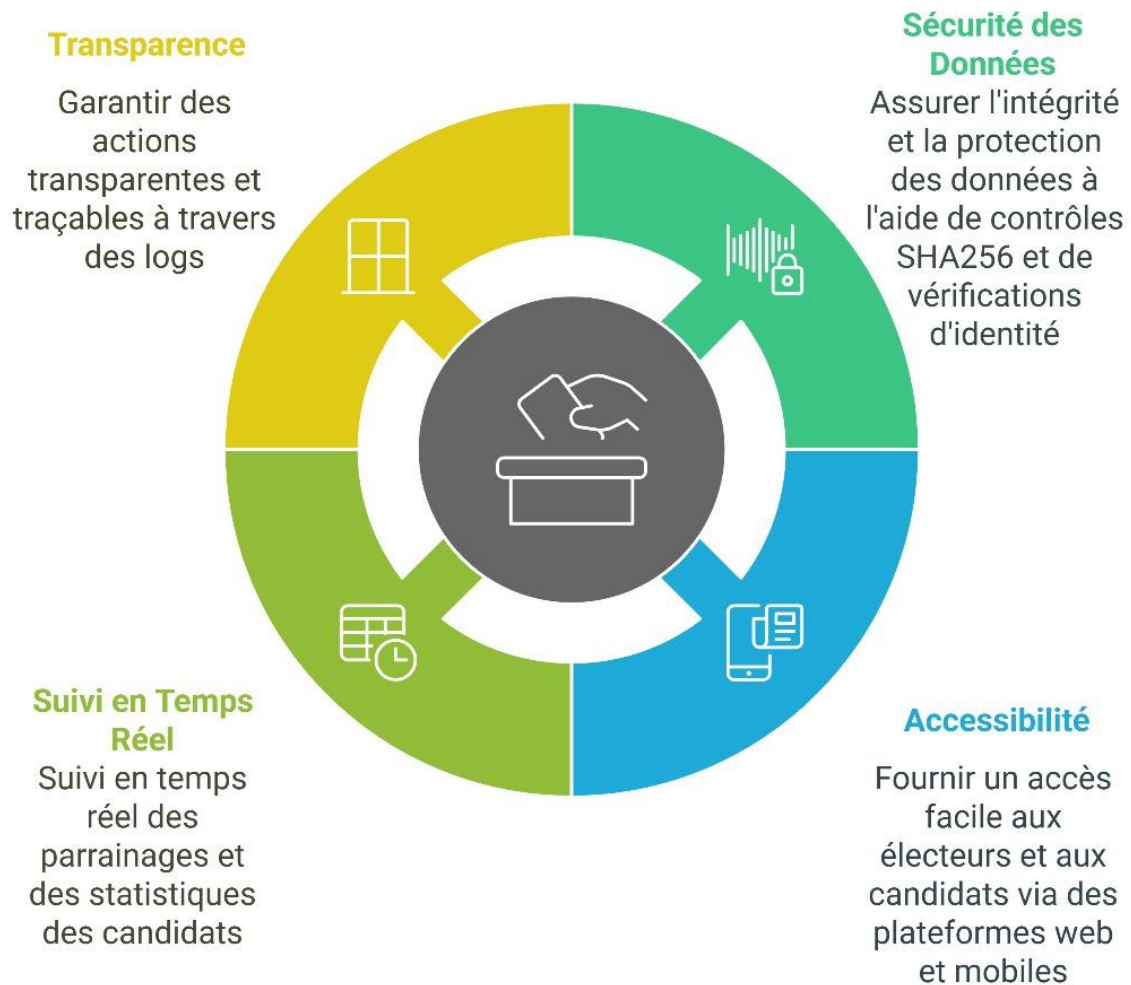 Transparence
Garantir des
actions
transparentes et
traçables à travers
des logs
Sécurité des
Données
Assurer l'intégrité
et la protection
des données à
l'aide de contrôles
SHA256 et de
vérifications
d'identité
Suivi en Temps
Réel
Suivi en temps
réel des
parrainages et
des statistiques
des candidats
Accessibilité
Fournir un accès
facile aux
électeurs et aux
candidats via des
plateformes web
et mobiles